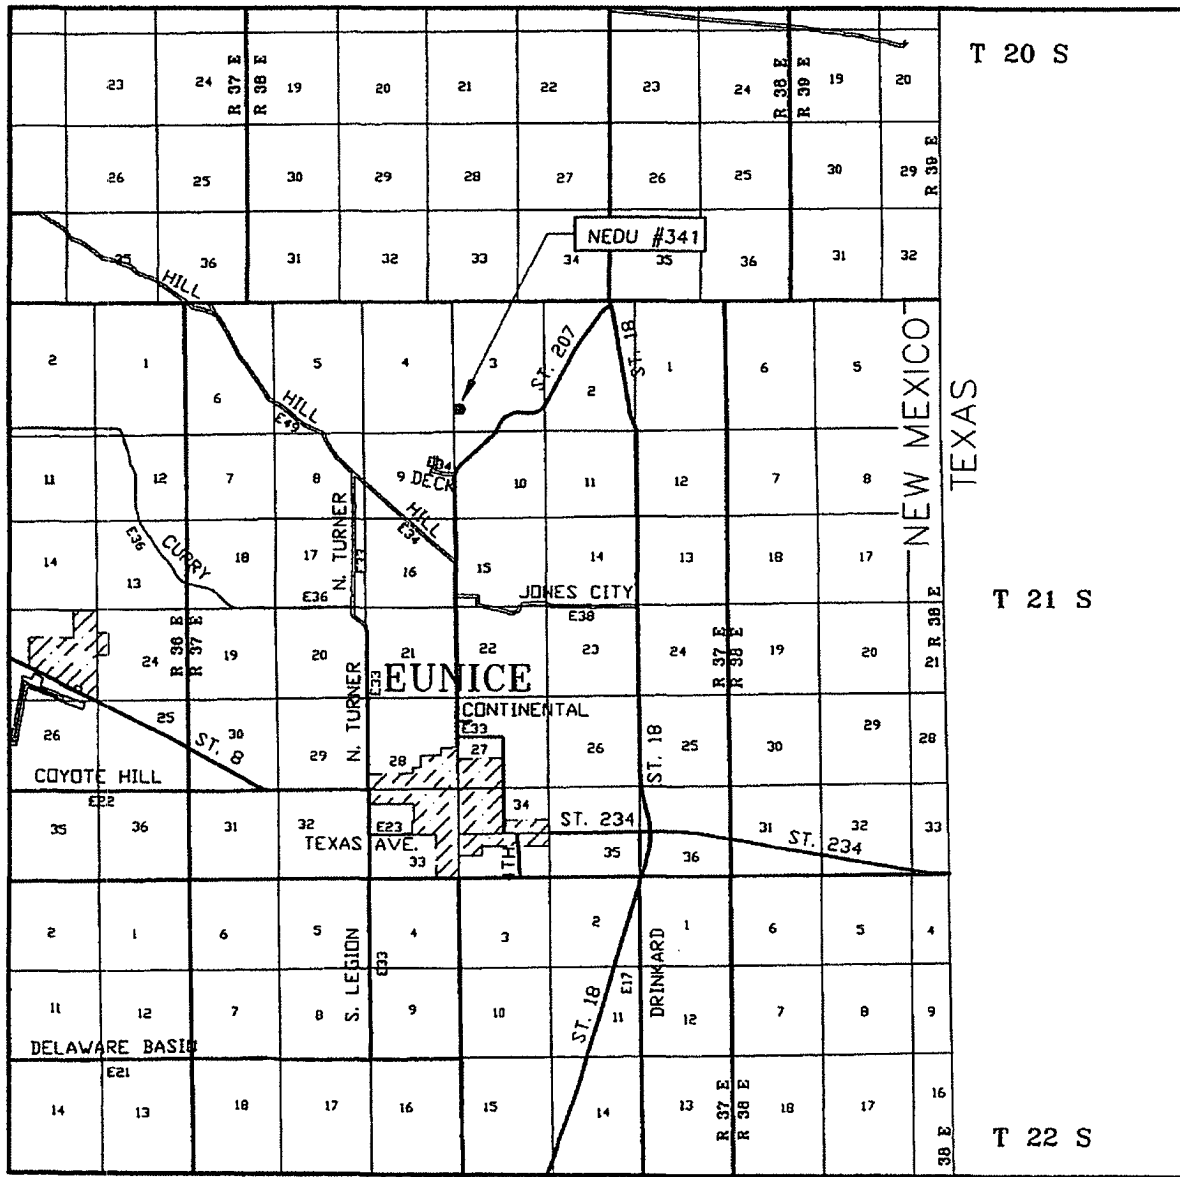 T 20 S
23 24 R 37 E R 38 E 19 20 21 22 23 24 R 38 E R 39 E 19 20
26 25 30 29 28 27 26 25 30 29 R 39 E
NEDU #341
35 36 31 32 33 34 35 36 31 32
HILL
2 1 6 5 4 3 ST. 207 2 ST. 18 1 6 5
HILL
E49
NEW MEXICO
TEXAS
11 12 7 8 9 DECK 10 11 12 7 8
E36 CURRY N. TURNER E33 HILL E34
14 13 18 17 16 15 14 13 18 17
E36 JONES CITY
E38
T 21 S
24 R 36 E R 37 E 19 20 21 22 23 24 R 37 E R 38 E 19 20 21 R 38 E
EUNICE
N. TURNER E33
CONTINENTAL
E33
26 25 30 29 28 27 26 ST. 18 25 30 29 28
ST. 8
COYOTE HILL
E22
35 36 31 32 E23 34 ST. 234 31 32 33
TEXAS AVE.
33 TH 35 36 ST. 234
2 1 6 5 4 3 2 1 6 5 4
S. LEGION E33 DRINKARD
E17
ST. 18
11 12 7 8 9 10 11 12 7 8 9
DELAWARE BASIN
E21
14 13 18 17 16 15 14 13 R 37 E R 38 E 18 17 16
38 E
T 22 S